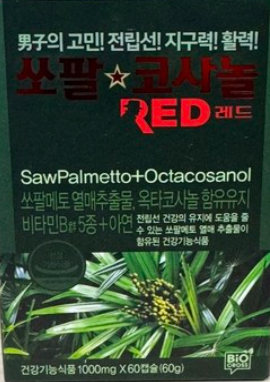 男子의 고민! 전립선! 지구력! 활력!
쏘팔☆코사놀
RED 레드
SawPalmetto+Octacosanol
쏘팔메토 열매추출물, 옥타코사놀 함유유지
비타민B群 5종+아연
전립선 건강의 유지에 도움을 줄
수 있는 쏘팔메토 열매 추출물이
함유된 건강기능식품
건강기능식품 1000mg X 60캡슐(60g)
BiO
CROSS